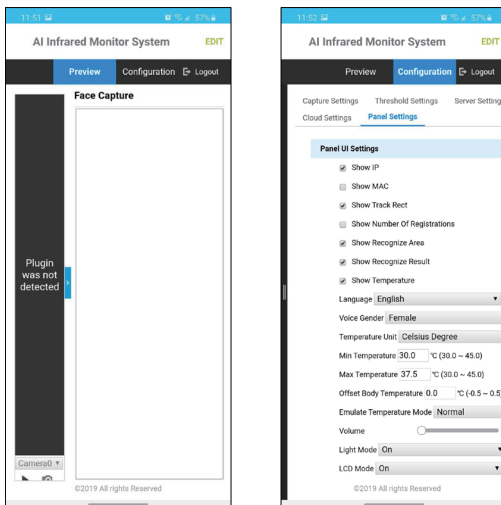 11:51
57%
AI Infrared Monitor System EDIT
Preview Configuration Logout
Face Capture
Plugin
was not
detected
Camera0
©2019 All rights Reserved
11:52
57%
AI Infrared Monitor System EDIT
Preview Configuration Logout
Capture Settings Threshold Settings Server Setting
Cloud Settings Panel Settings
Panel UI Settings
Show IP
Show MAC
Show Track Rect
Show Number Of Registrations
Show Recognize Area
Show Recognize Result
Show Temperature
Language English
Voice Gender Female
Temperature Unit Celsius Degree
Min Temperature 30.0 °C (30.0 ~ 45.0)
Max Temperature 37.5 °C (30.0 ~ 45.0)
Offset Body Temperature 0.0 °C (-0.5 ~ 0.5)
Emulate Temperature Mode Normal
Volume
Light Mode On
LCD Mode On
©2019 All rights Reserved